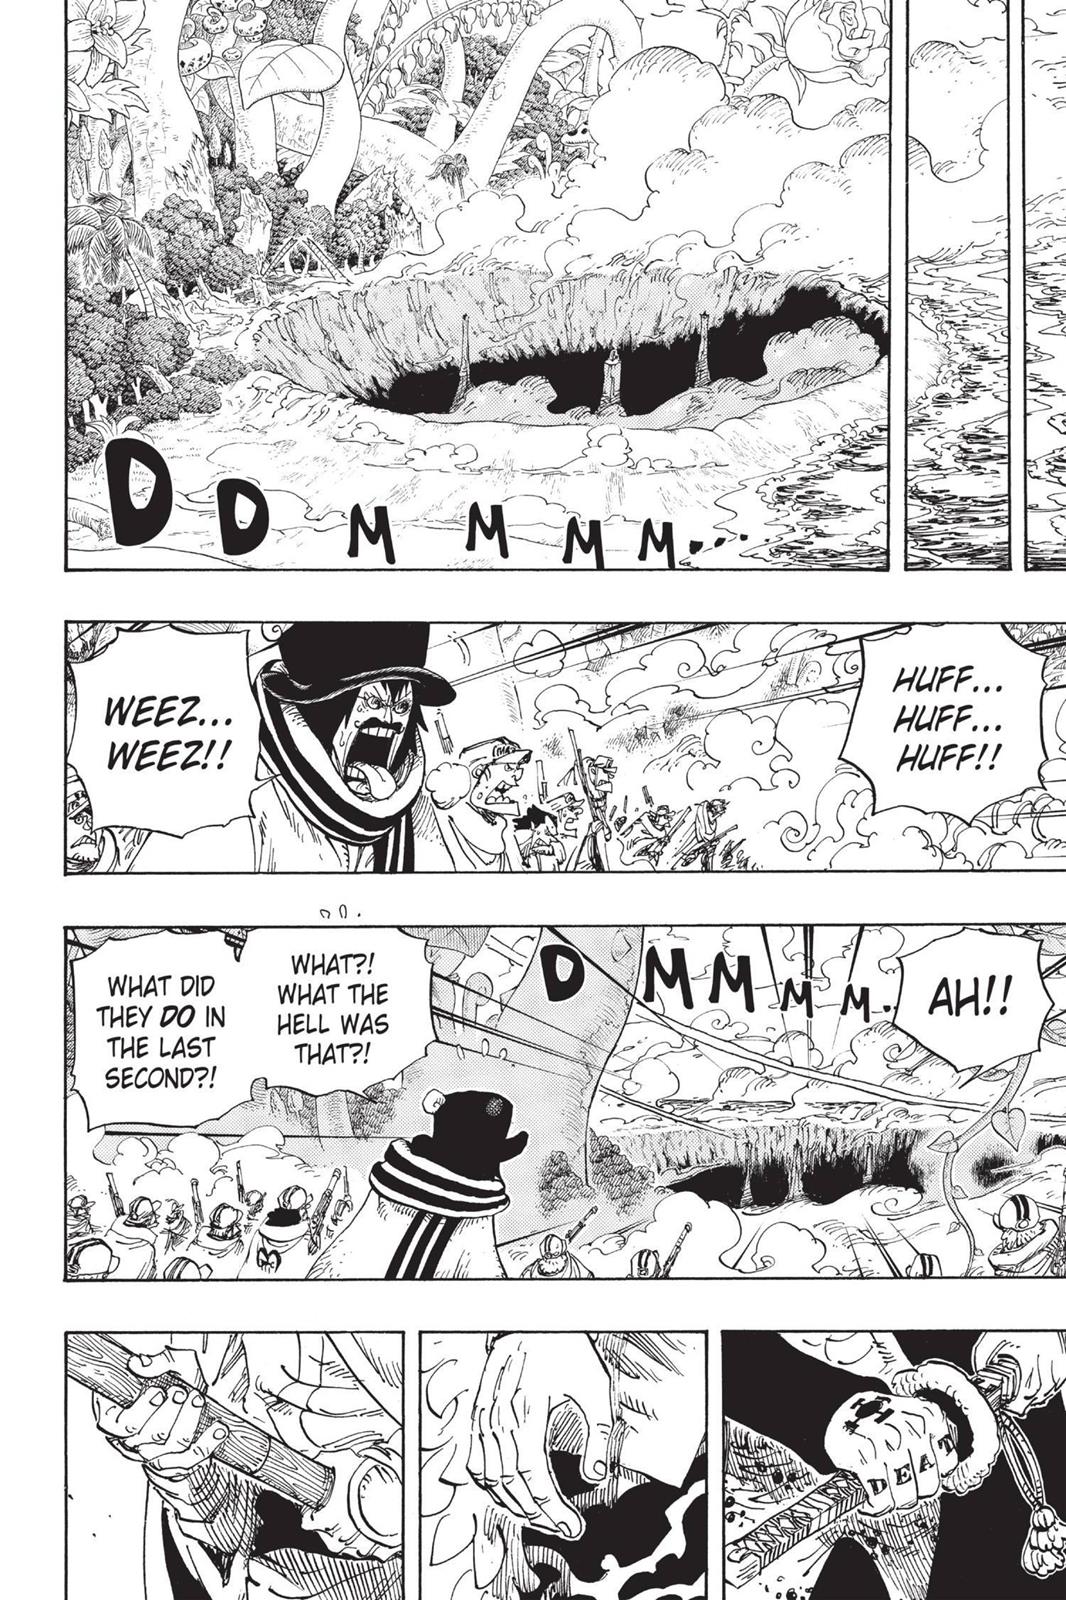 DDMMMM....
HUFF...
HUFF...
HUFF!!
WEEZ...
WEEZ!!
AH!!
DMMMM..
WHAT?!
WHAT THE
HELL WAS
THAT?!
WHAT DID
THEY DO IN
THE LAST
SECOND?!
DEAT